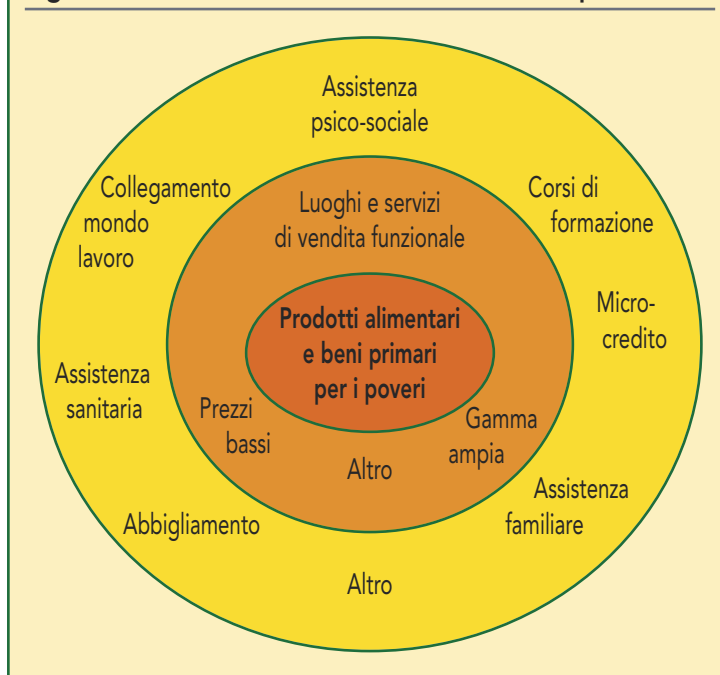 Assistenza
psico-sociale
Collegamento
mondo
lavoro
Corsi di
formazione
Luoghi e servizi
di vendita funzionale
Micro-
credito
Prodotti alimentari
e beni primari
per i poveri
Assistenza
sanitaria
Prezzi
bassi
Gamma
ampia
Altro
Assistenza
familiare
Abbigliamento
Altro